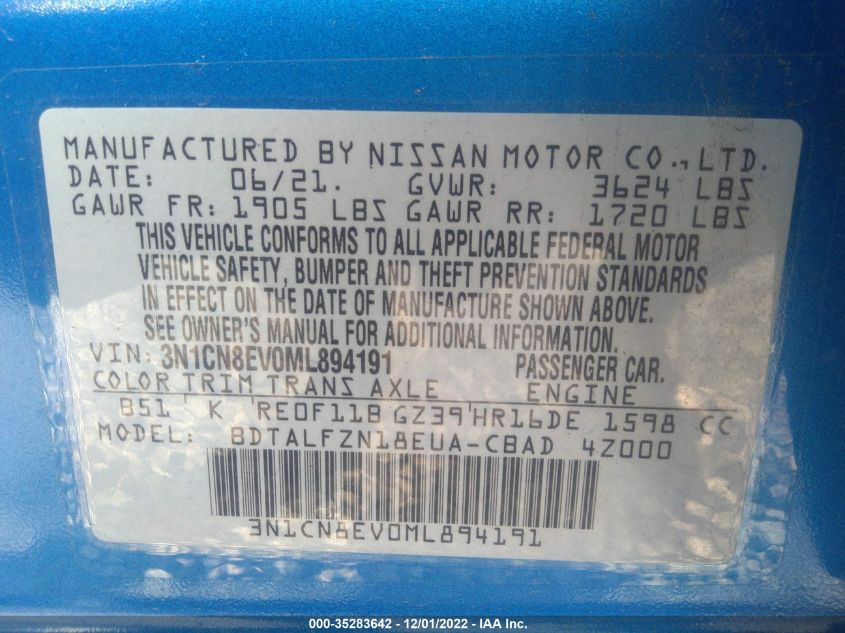 MANUFACTURED BY NISSAN MOTOR CO., LTD.
DATE: 06/21. GVWR: 3624 LBS
GAWR FR: 1905 LBS GAWR RR: 1720 LBS
THIS VEHICLE CONFORMS TO ALL APPLICABLE FEDERAL MOTOR
VEHICLE SAFETY, BUMPER AND THEFT PREVENTION STANDARDS
IN EFFECT ON THE DATE OF MANUFACTURE SHOWN ABOVE.
SEE OWNER'S MANUAL FOR ADDITIONAL INFORMATION.
VIN: 3N1CN8EV0ML894191 PASSENGER CAR.
COLOR TRIM TRANS AXLE ENGINE
B51 K RE0F11B GZ39 HR16DE 1598 CC
MODEL: BDTALFZN18EUA-CBAD 4Z000
3N1CN8EV0ML894191
000-35283642 - 12/01/2022 - IAA Inc.